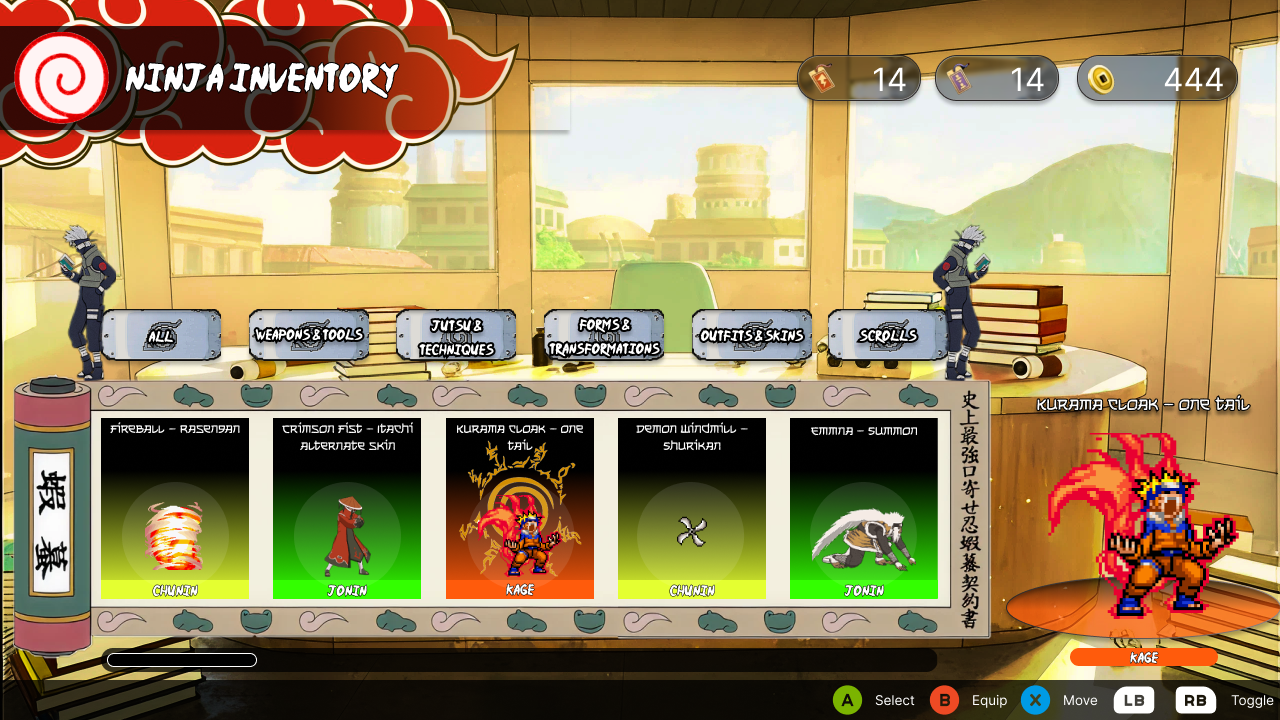 NINJA INVENTORY
14
14
444
ALL
WEAPONS & TOOLS
JUTSU &
TECHNIQUES
FORMS &
TRANSFORMATIONS
OUTFITS & SKINS
SCROLLS
FIREBALL – RASENGAN
CHUNIN
CRIMSON FIST – ITACHI
ALTERNATE SKIN
JONIN
KURAMA CLOAK – ONE
TAIL
KAGE
DEMON WINDMILL –
SHURIKAN
CHUNIN
EMMNA – SUMMON
JONIN
蝦蟇
史上最強口寄せ忍蝦蟇契約書
KURAMA CLOAK – ONE TAIL
KAGE
A Select
B Equip
X Move
LB
RB Toggle